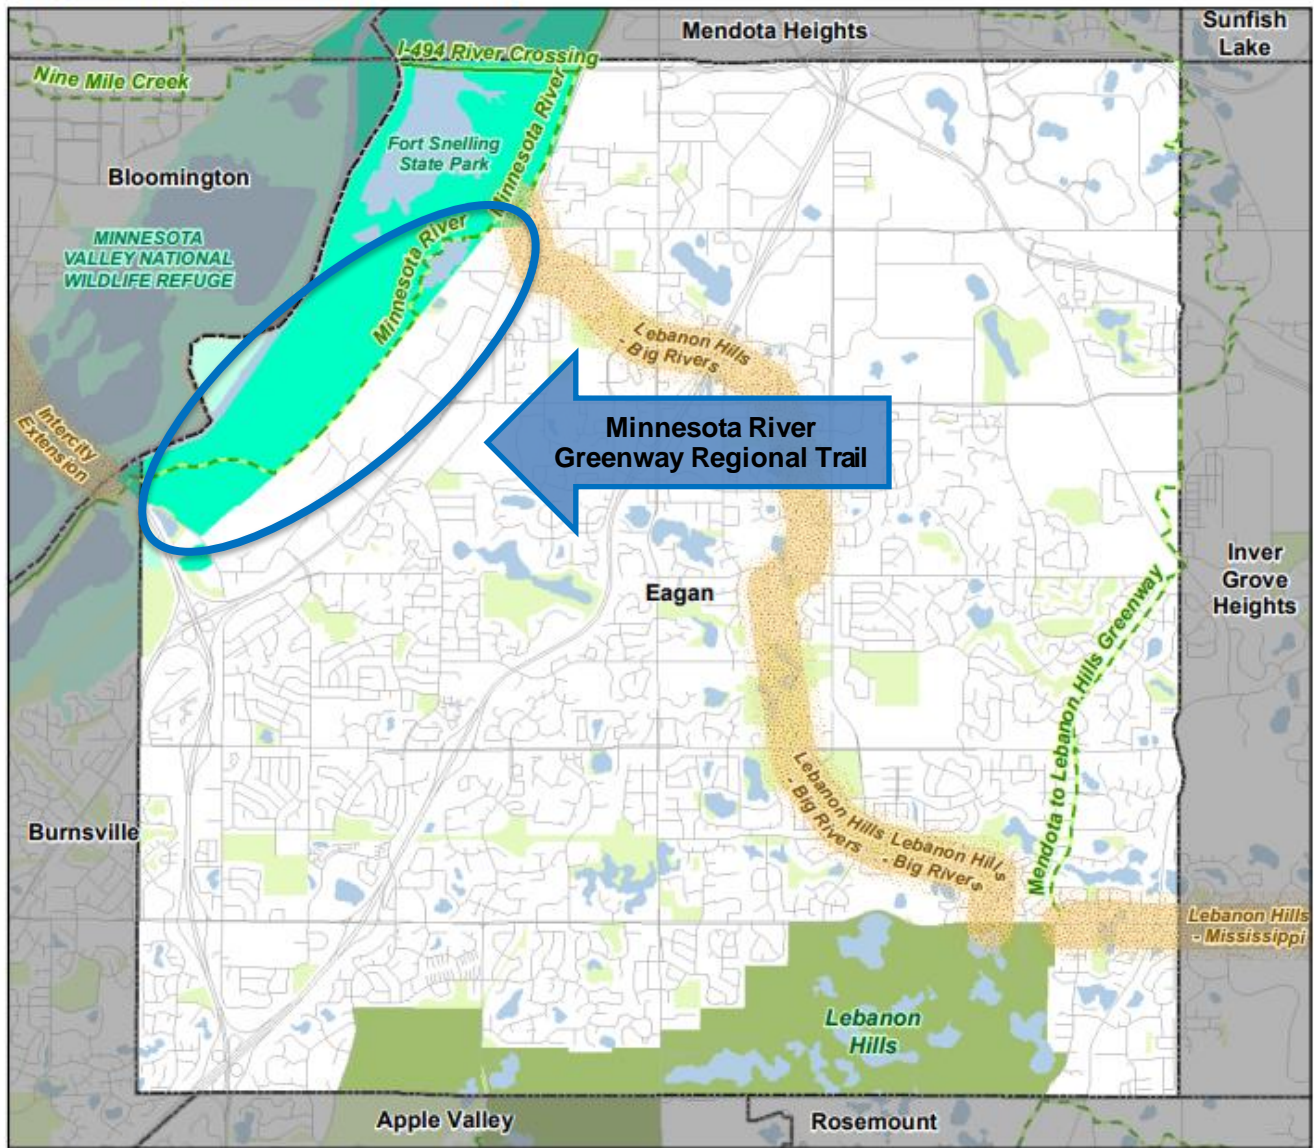 Mendota Heights
Sunfish
Lake
I-494 River Crossing
Nine Mile Creek
Minnesota River
Fort Snelling
State Park
Bloomington
MINNESOTA
VALLEY NATIONAL
WILDLIFE REFUGE
Minnesota River
Lebanon Hills
- Big Rivers
Intercity
Extension
Minnesota River
Greenway Regional Trail
Eagan
Inver
Grove
Heights
Mendota to Lebanon Hills Greenway
Lebanon Hills
- Big Rivers
Lebanon Hills
- Big Rivers
Burnsville
Lebanon Hills
- Mississippi
Lebanon
Hills
Apple Valley
Rosemount